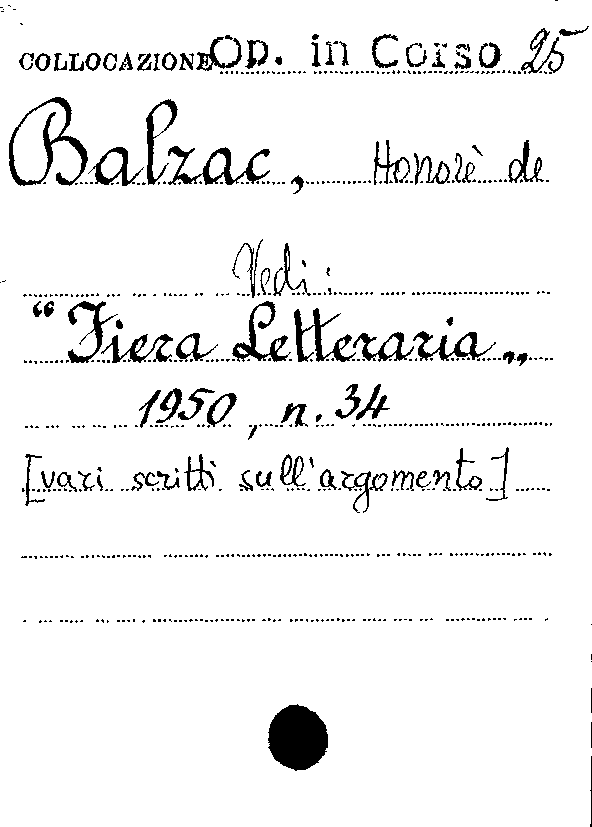 COLLOCAZIONE Op. in Corso 25
Balzac, Honorè de
Vedi:
“Fiera Letteraria„
1950, n. 34
[vari scritti sull'argomento]